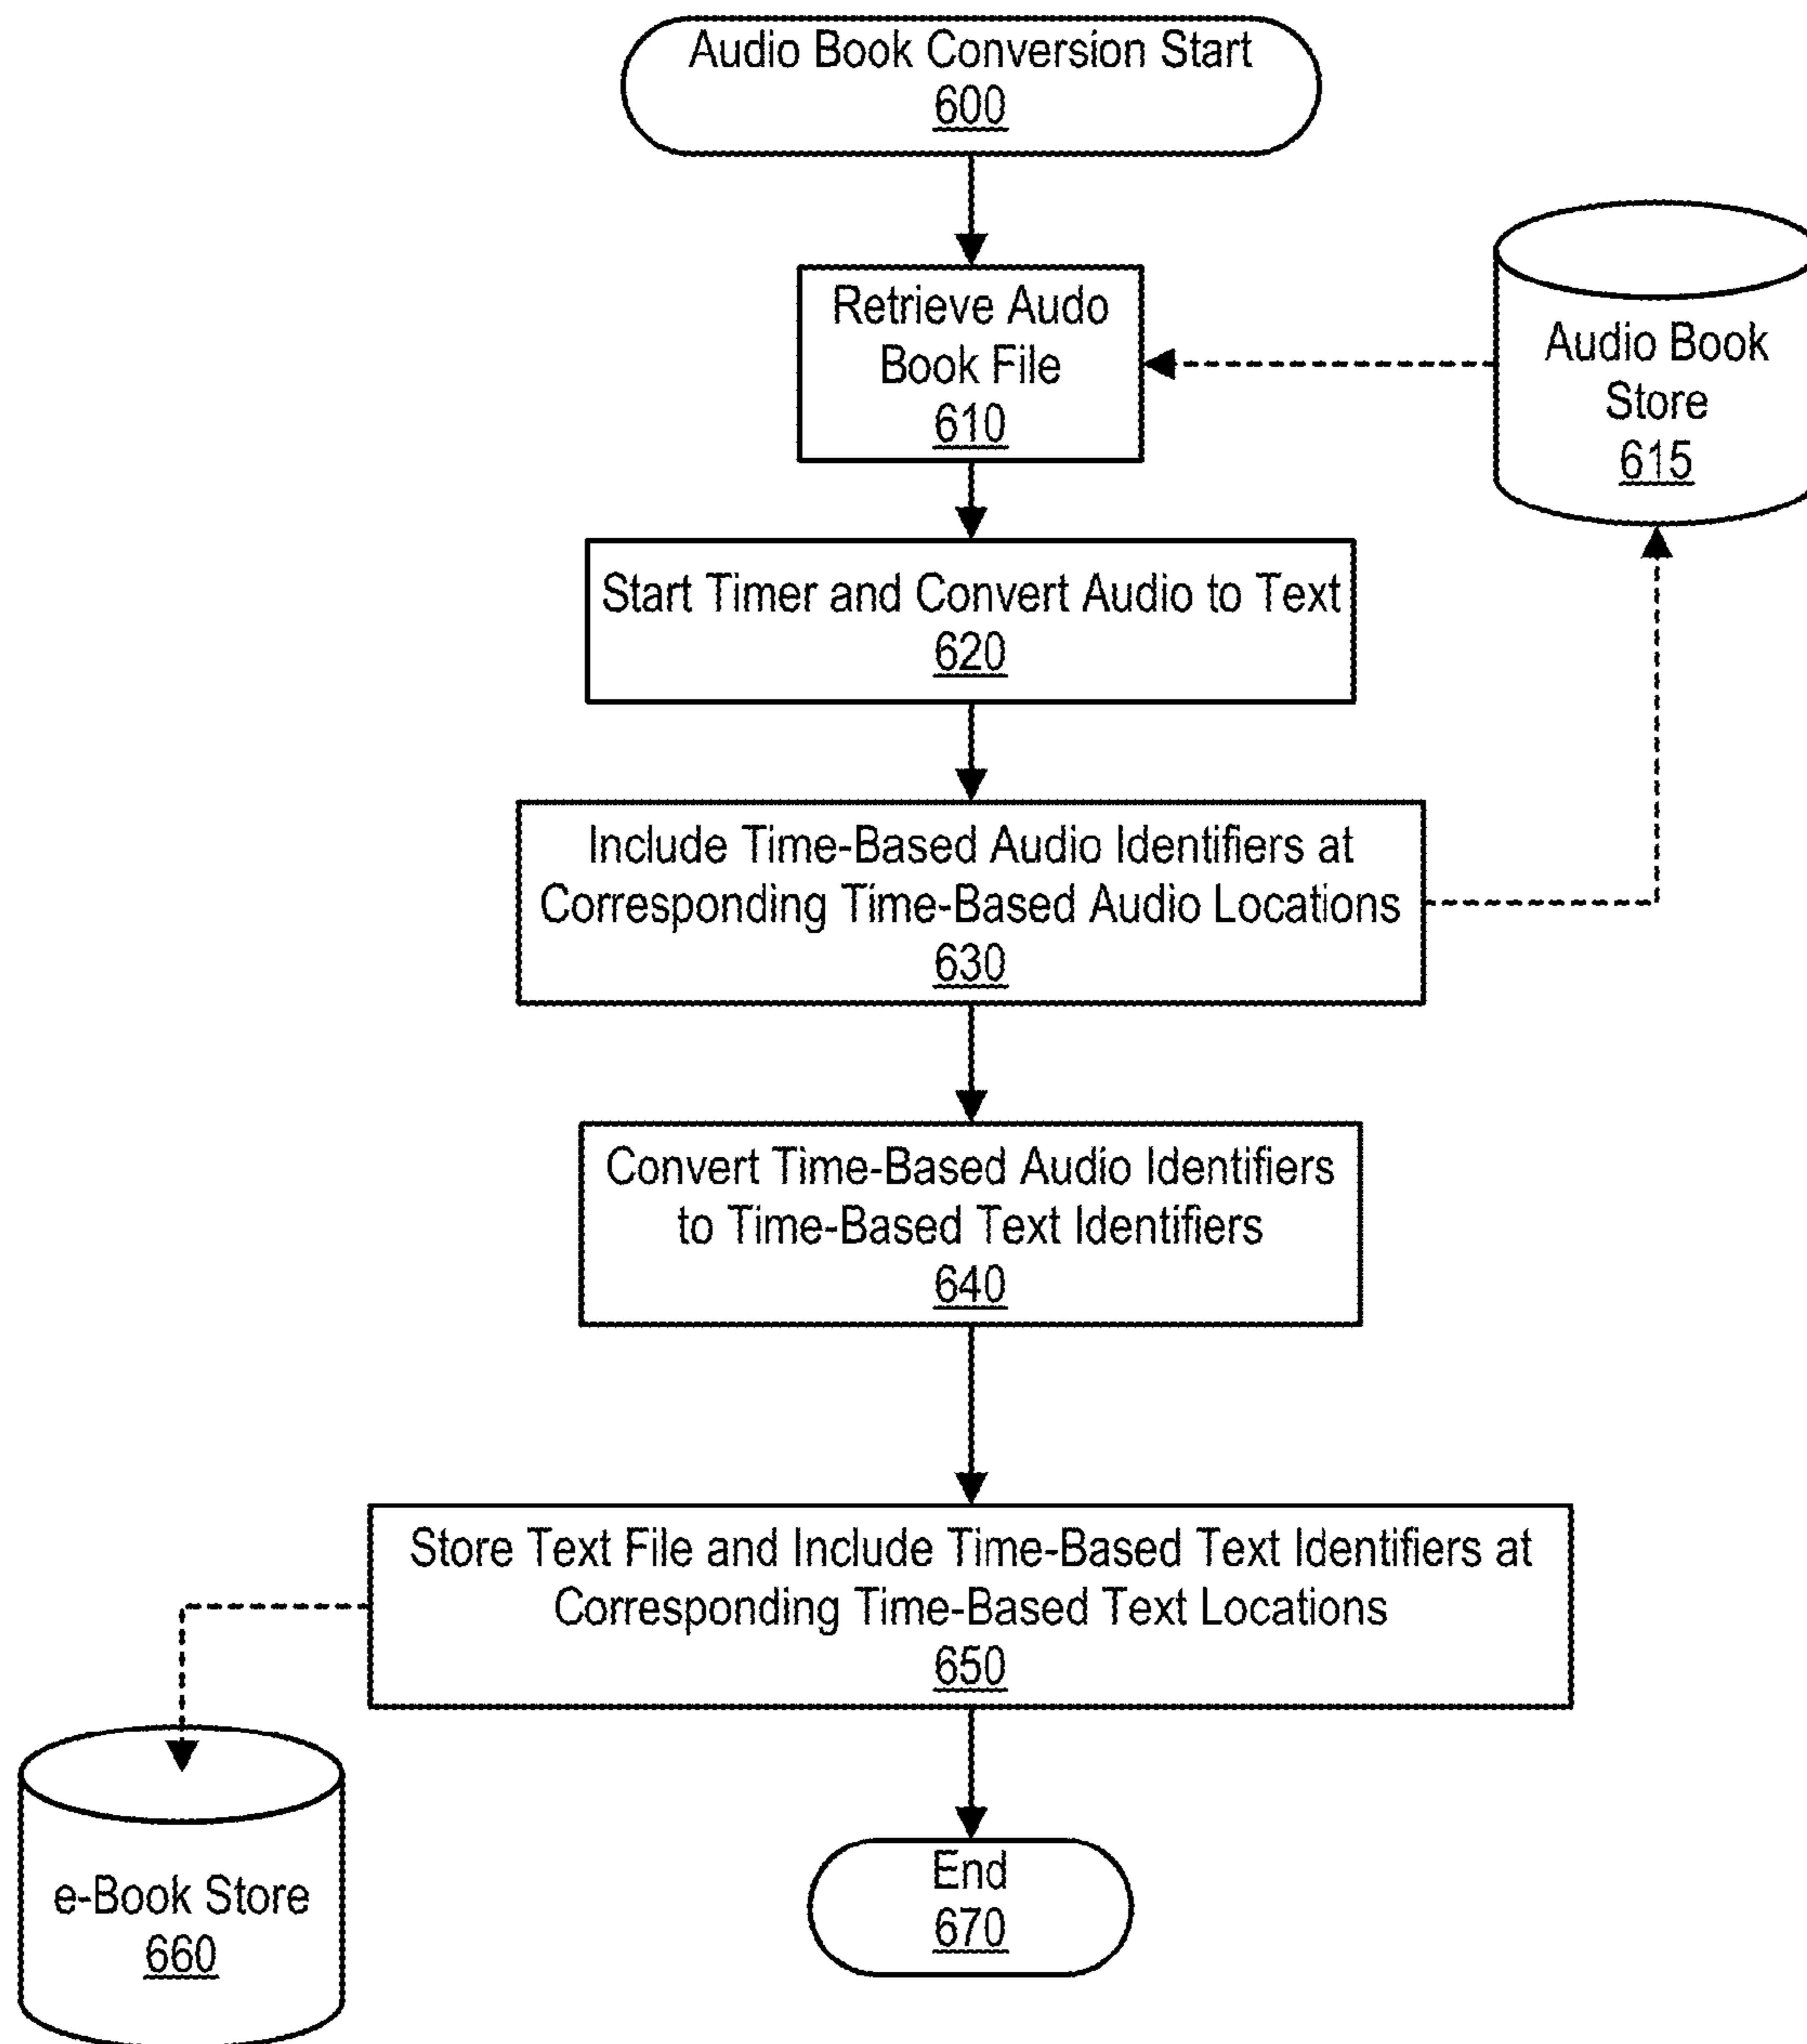 Audio Book Conversion Start
600
Retrieve Audo
Book File
610
Audio Book
Store
615
Start Timer and Convert Audio to Text
620
Include Time-Based Audio Identifiers at
Corresponding Time-Based Audio Locations
630
Convert Time-Based Audio Identifiers
to Time-Based Text Identifiers
640
Store Text File and Include Time-Based Text Identifiers at
Corresponding Time-Based Text Locations
650
e-Book Store
660
End
670